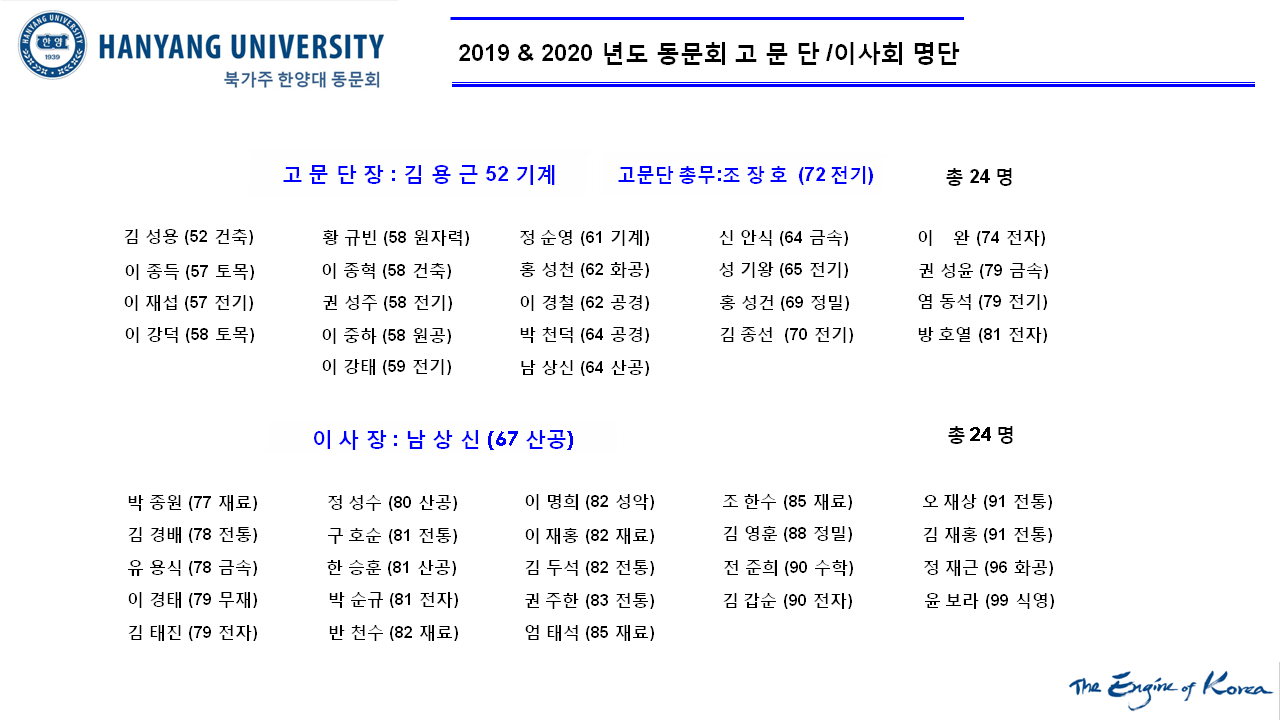 HANYANG UNIVERSITY
북가주 한양대 동문회
한양
1939
2019 & 2020 년도 동문회 고 문 단 /이사회 명단
고 문 단 장 : 김 용 근 52 기계 고문단 총무:조 장 호 (72 전기) 총 24 명
김 성용 (52 건축) 황 규빈 (58 원자력) 정 순영 (61 기계) 신 안식 (64 금속) 이 완 (74 전자)
이 종득 (57 토목) 이 종혁 (58 건축) 홍 성천 (62 화공) 성 기왕 (65 전기) 권 성윤 (79 금속)
이 재섭 (57 전기) 권 성주 (58 전기) 이 경철 (62 공경) 홍 성건 (69 정밀) 염 동석 (79 전기)
이 강덕 (58 토목) 이 중하 (58 원공) 박 천덕 (64 공경) 김 종선 (70 전기) 방 호열 (81 전자)
이 강태 (59 전기) 남 상신 (64 산공)
이 사 장 : 남 상 신 (67 산공) 총 24 명
박 종원 (77 재료) 정 성수 (80 산공) 이 명희 (82 성악) 조 한수 (85 재료) 오 재상 (91 전통)
김 경배 (78 전통) 구 호순 (81 전통) 이 재홍 (82 재료) 김 영훈 (88 정밀) 김 재홍 (91 전통)
유 용식 (78 금속) 한 승훈 (81 산공) 김 두석 (82 전통) 전 준희 (90 수학) 정 재근 (96 화공)
이 경태 (79 무재) 박 순규 (81 전자) 권 주한 (83 전통) 김 갑순 (90 전자) 윤 보라 (99 식영)
김 태진 (79 전자) 반 천수 (82 재료) 엄 태석 (85 재료)
The Engine of Korea